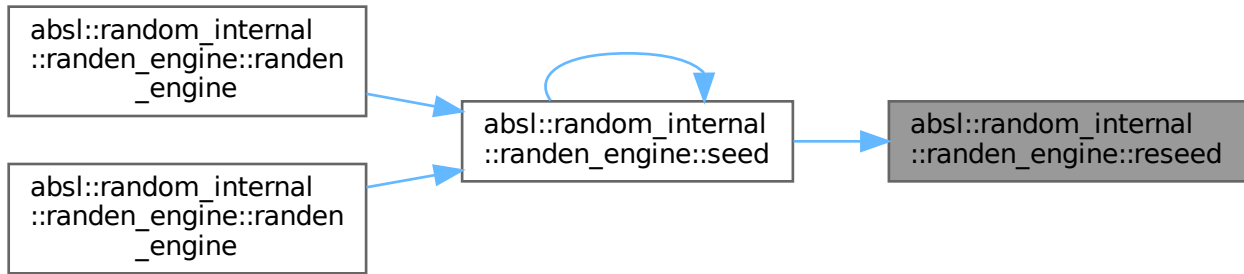 absl::random_internal
::randen_engine::randen
_engine
absl::random_internal
::randen_engine::seed
absl::random_internal
::randen_engine::reseed
absl::random_internal
::randen_engine::randen
_engine